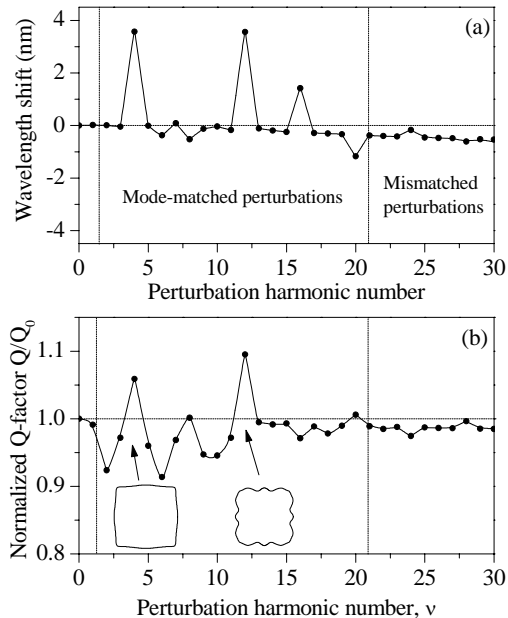 (a)
Wavelength shift (nm)
4
2
0
-2
-4
Mode-matched perturbations
Mismatched
perturbations
0 5 10 15 20 25 30
Perturbation harmonic number
(b)
Normalized Q-factor Q/Q0
1.1
1.0
0.9
0.8
0 5 10 15 20 25 30
Perturbation harmonic number, ν